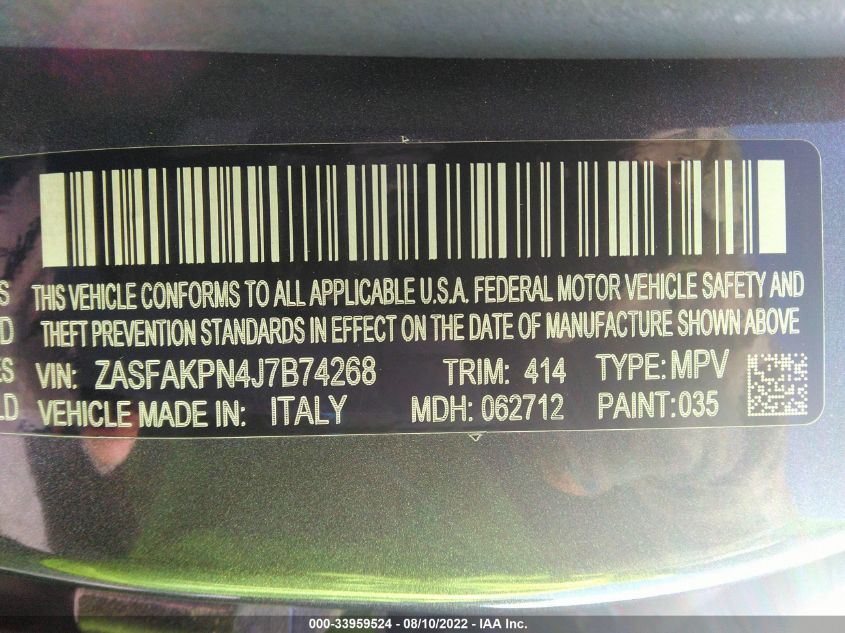 S THIS VEHICLE CONFORMS TO ALL APPLICABLE U.S.A. FEDERAL MOTOR VEHICLE SAFETY AND
D THEFT PREVENTION STANDARDS IN EFFECT ON THE DATE OF MANUFACTURE SHOWN ABOVE
ES VIN: ZASFAKPN4J7B74268 TRIM: 414 TYPE: MPV
LD VEHICLE MADE IN: ITALY MDH: 062712 PAINT: 035
000-33959524 - 08/10/2022 - IAA Inc.